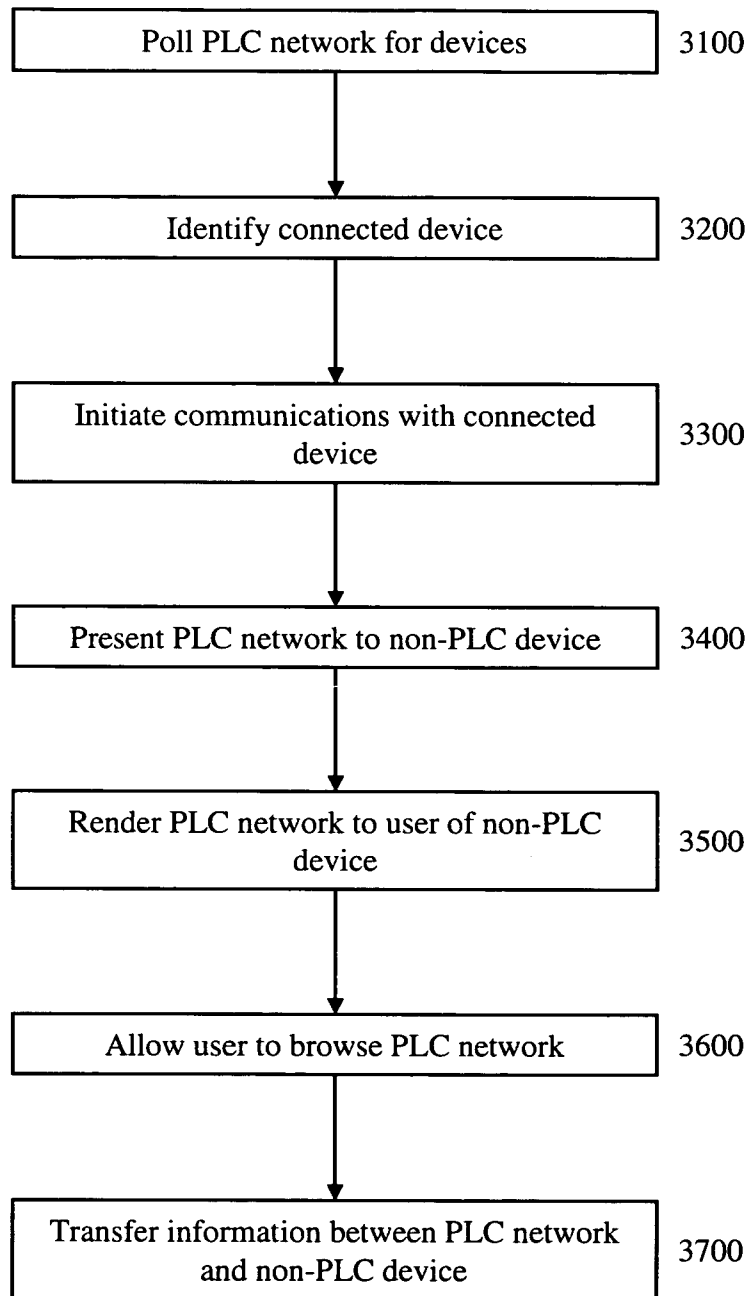 Poll PLC network for devices 3100
Identify connected device 3200
Initiate communications with connected
device
3300
Present PLC network to non-PLC device 3400
Render PLC network to user of non-PLC
device
3500
Allow user to browse PLC network 3600
Transfer information between PLC network
and non-PLC device
3700